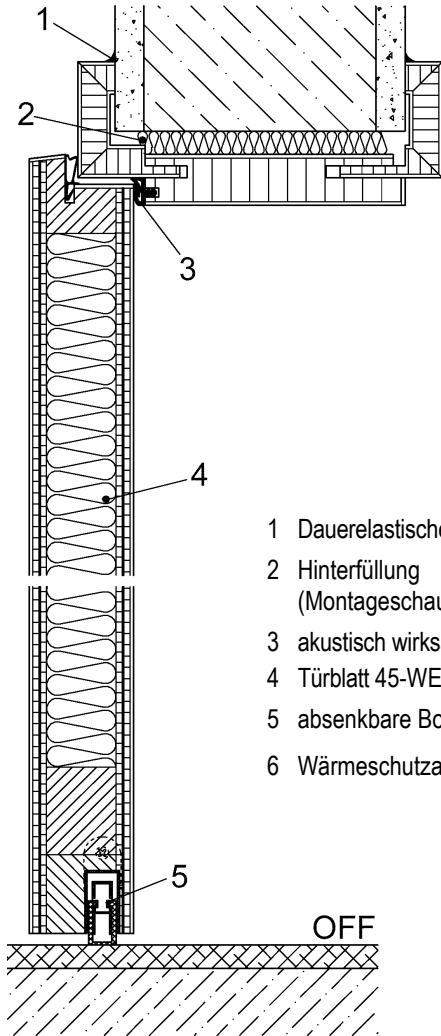 1
2
3
4
5
OFF
1 Dauerelastische
2 Hinterfüllung
(Montageschau
3 akustisch wirks
4 Türblatt 45-WE
5 absenkbare Bo
6 Wärmeschutza